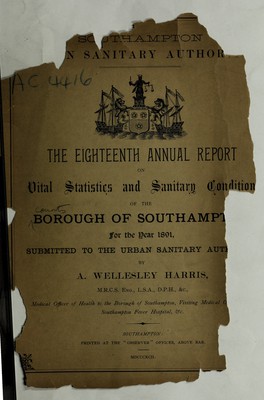 SOUTHAMPTON
N SANITARY AUTHOR
AC 4416
THE EIGHTEENTH ANNUAL REPORT
ON
Vital Statistics and Sanitary Condition
OF THE
BOROUGH OF SOUTHAMPT
For the Year 1891,
SUBMITTED TO THE URBAN SANITARY AUT
BY
A. WELLESLEY HARRIS,
M.R.C.S. Eng., L.S.A., D.P.H., &c.,
Medical Officer of Health to the Borough of Southampton, Visiting Medical
Southampton Fever Hospital, &c.
SOUTHAMPTON:
PRINTED AT THE "OBSERVER" OFFICES, ABOVE BAR.